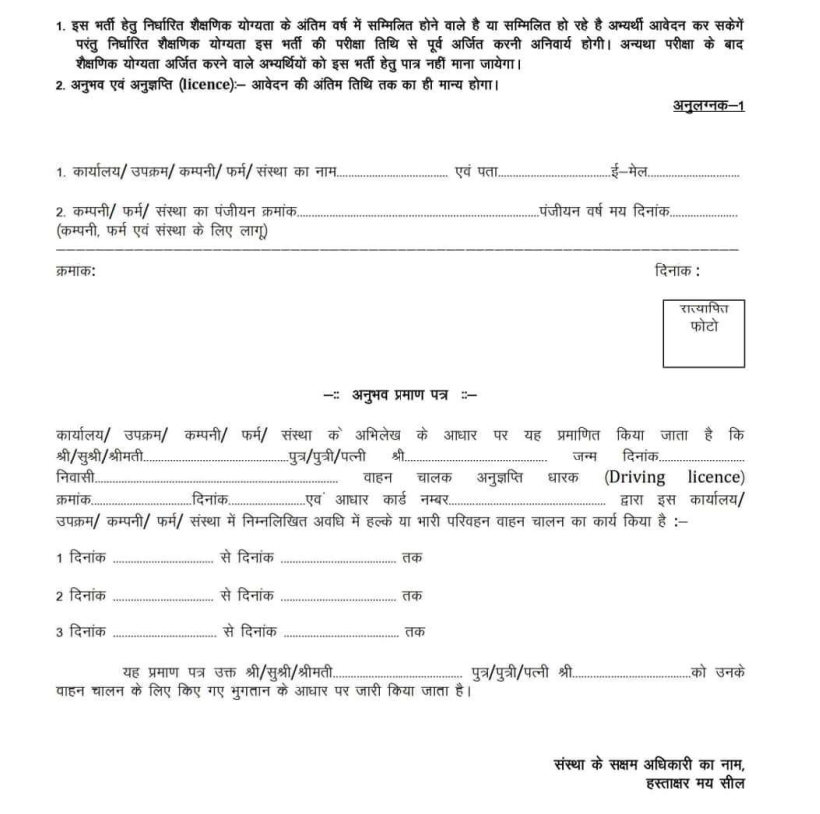 1. इस भर्ती हेतु निर्धारित शैक्षणिक योग्यता के अंतिम वर्ष में सम्मिलित होने वाले है या सम्मिलित हो रहे है अभ्यर्थी आवेदन कर सकेगें
परंतु निर्धारित शैक्षणिक योग्यता इस भर्ती की परीक्षा तिथि से पूर्व अर्जित करनी अनिवार्य होगी। अन्यथा परीक्षा के बाद
शैक्षणिक योग्यता अर्जित करने वाले अभ्यर्थियों को इस भर्ती हेतु पात्र नहीं माना जायेगा।
2. अनुभव एवं अनुज्ञप्ति (licence):– आवेदन की अंतिम तिथि तक का ही मान्य होगा।
अनुलग्नक–1
1. कार्यालय/ उपक्रम/ कम्पनी/ फर्म/ संस्था का नाम...................................... एवं पता.......................................ई–मेल................................
2. कम्पनी/ फर्म/ संस्था का पंजीयन क्रमांक....................................................................................पंजीयन वर्ष मय दिनांक.......................
(कम्पनी, फर्म एवं संस्था के लिए लागू)
क्रमाक: दिनाक :
सत्यापित
फोटो
–:: अनुभव प्रमाण पत्र ::–
कार्यालय/ उपक्रम/ कम्पनी/ फर्म/ संस्था के अभिलेख के आधार पर यह प्रमाणित किया जाता है कि
श्री/सुश्री/श्रीमती..................................................पुत्र/पुत्री/पत्नी श्री................................................. जन्म दिनांक..............................
निवासी..................................................................................... वाहन चालक अनुज्ञप्ति धारक (Driving licence)
क्रमांक...................................दिनांक..........................एवं आधार कार्ड नम्बर...................................................... द्वारा इस कार्यालय/
उपक्रम/ कम्पनी/ फर्म/ संस्था में निम्नलिखित अवधि में हल्के या भारी परिवहन वाहन चालन का कार्य किया है :–
1 दिनांक .................................. से दिनांक ........................................ तक
2 दिनांक .................................. से दिनांक ........................................ तक
3 दिनांक .................................... से दिनांक ........................................ तक
यह प्रमाण पत्र उक्त श्री/सुश्री/श्रीमती............................................. पुत्र/पुत्री/पत्नी श्री.........................................को उनके
वाहन चालन के लिए किए गए भुगतान के आधार पर जारी किया जाता है।
संस्था के सक्षम अधिकारी का नाम,
हस्ताक्षर मय सील